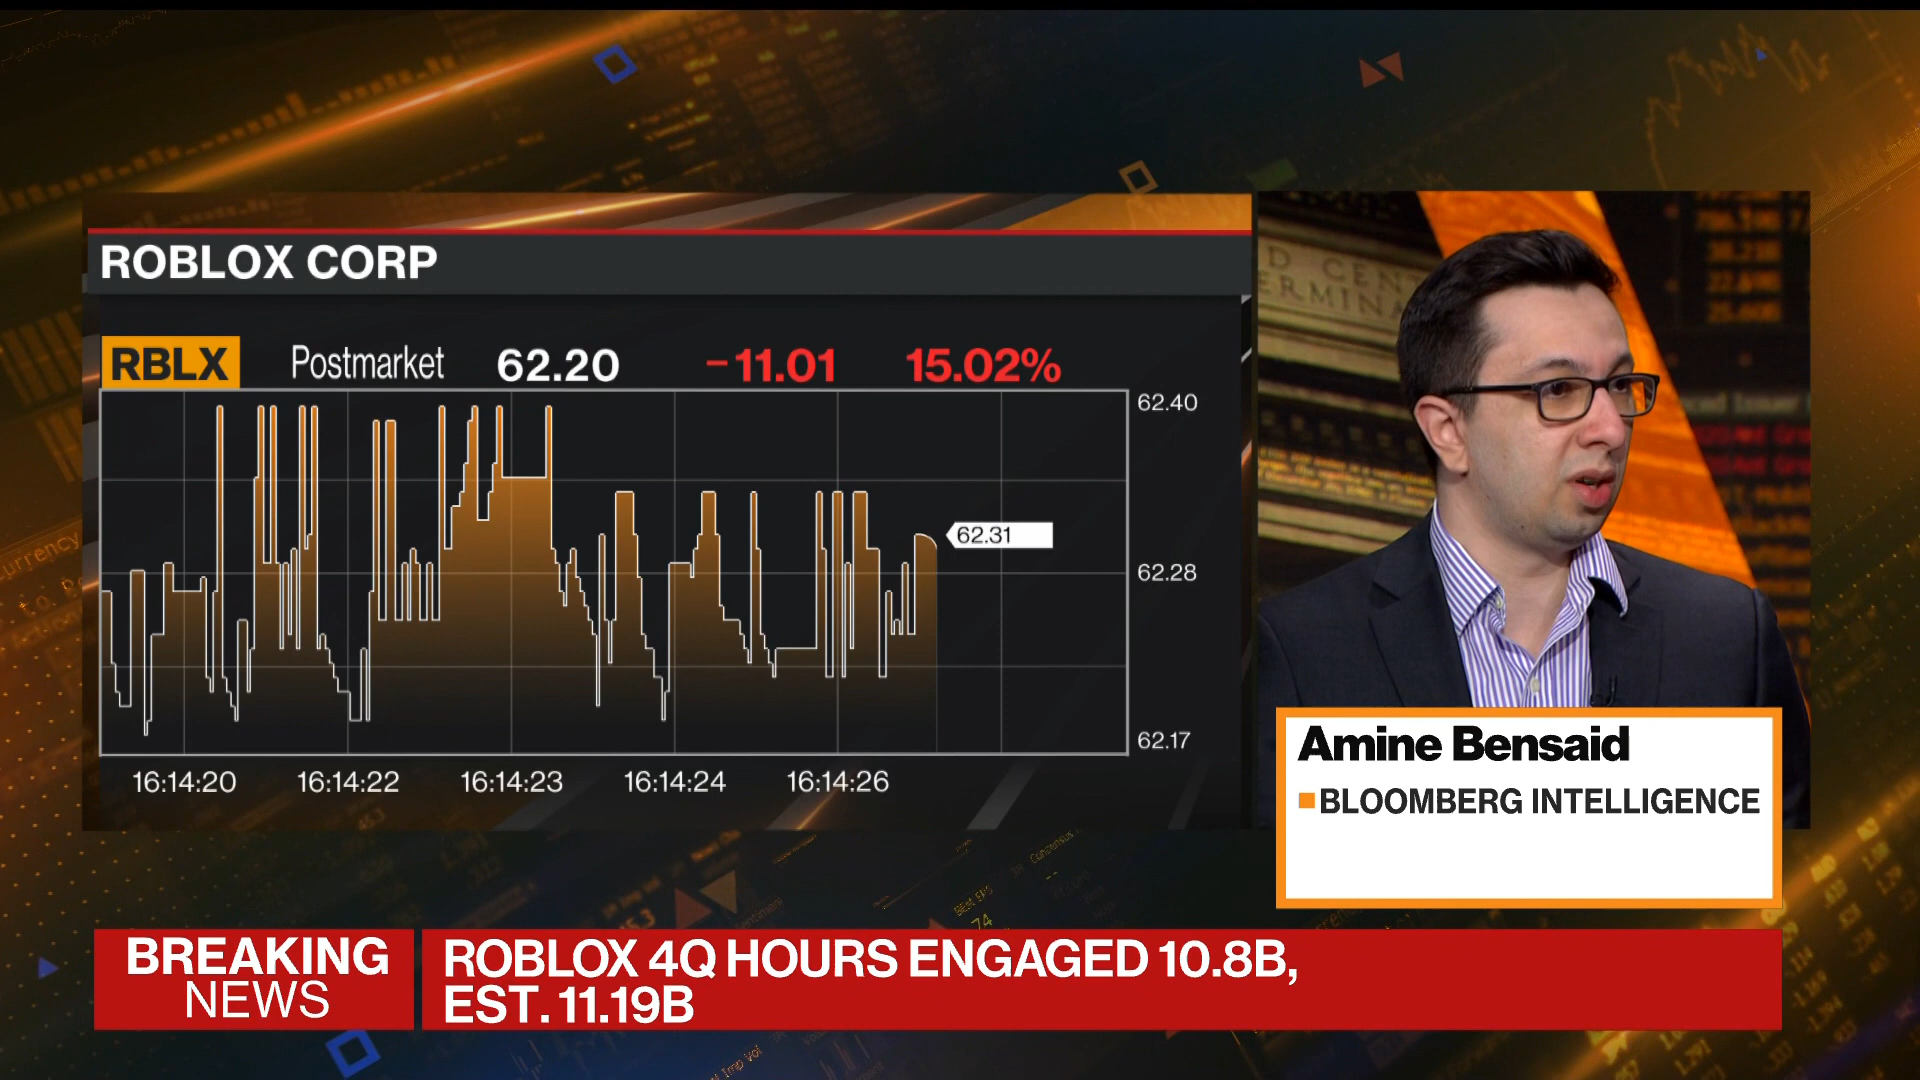 ROBLOX CORP
RBLX Postmarket 62.20 -11.01 15.02%
62.40
62.31
62.28
62.17
16:14:20 16:14:22 16:14:23 16:14:24 16:14:26
Amine Bensaid
BLOOMBERG INTELLIGENCE
BREAKING
NEWS
ROBLOX 4Q HOURS ENGAGED 10.8B,
EST. 11.19B